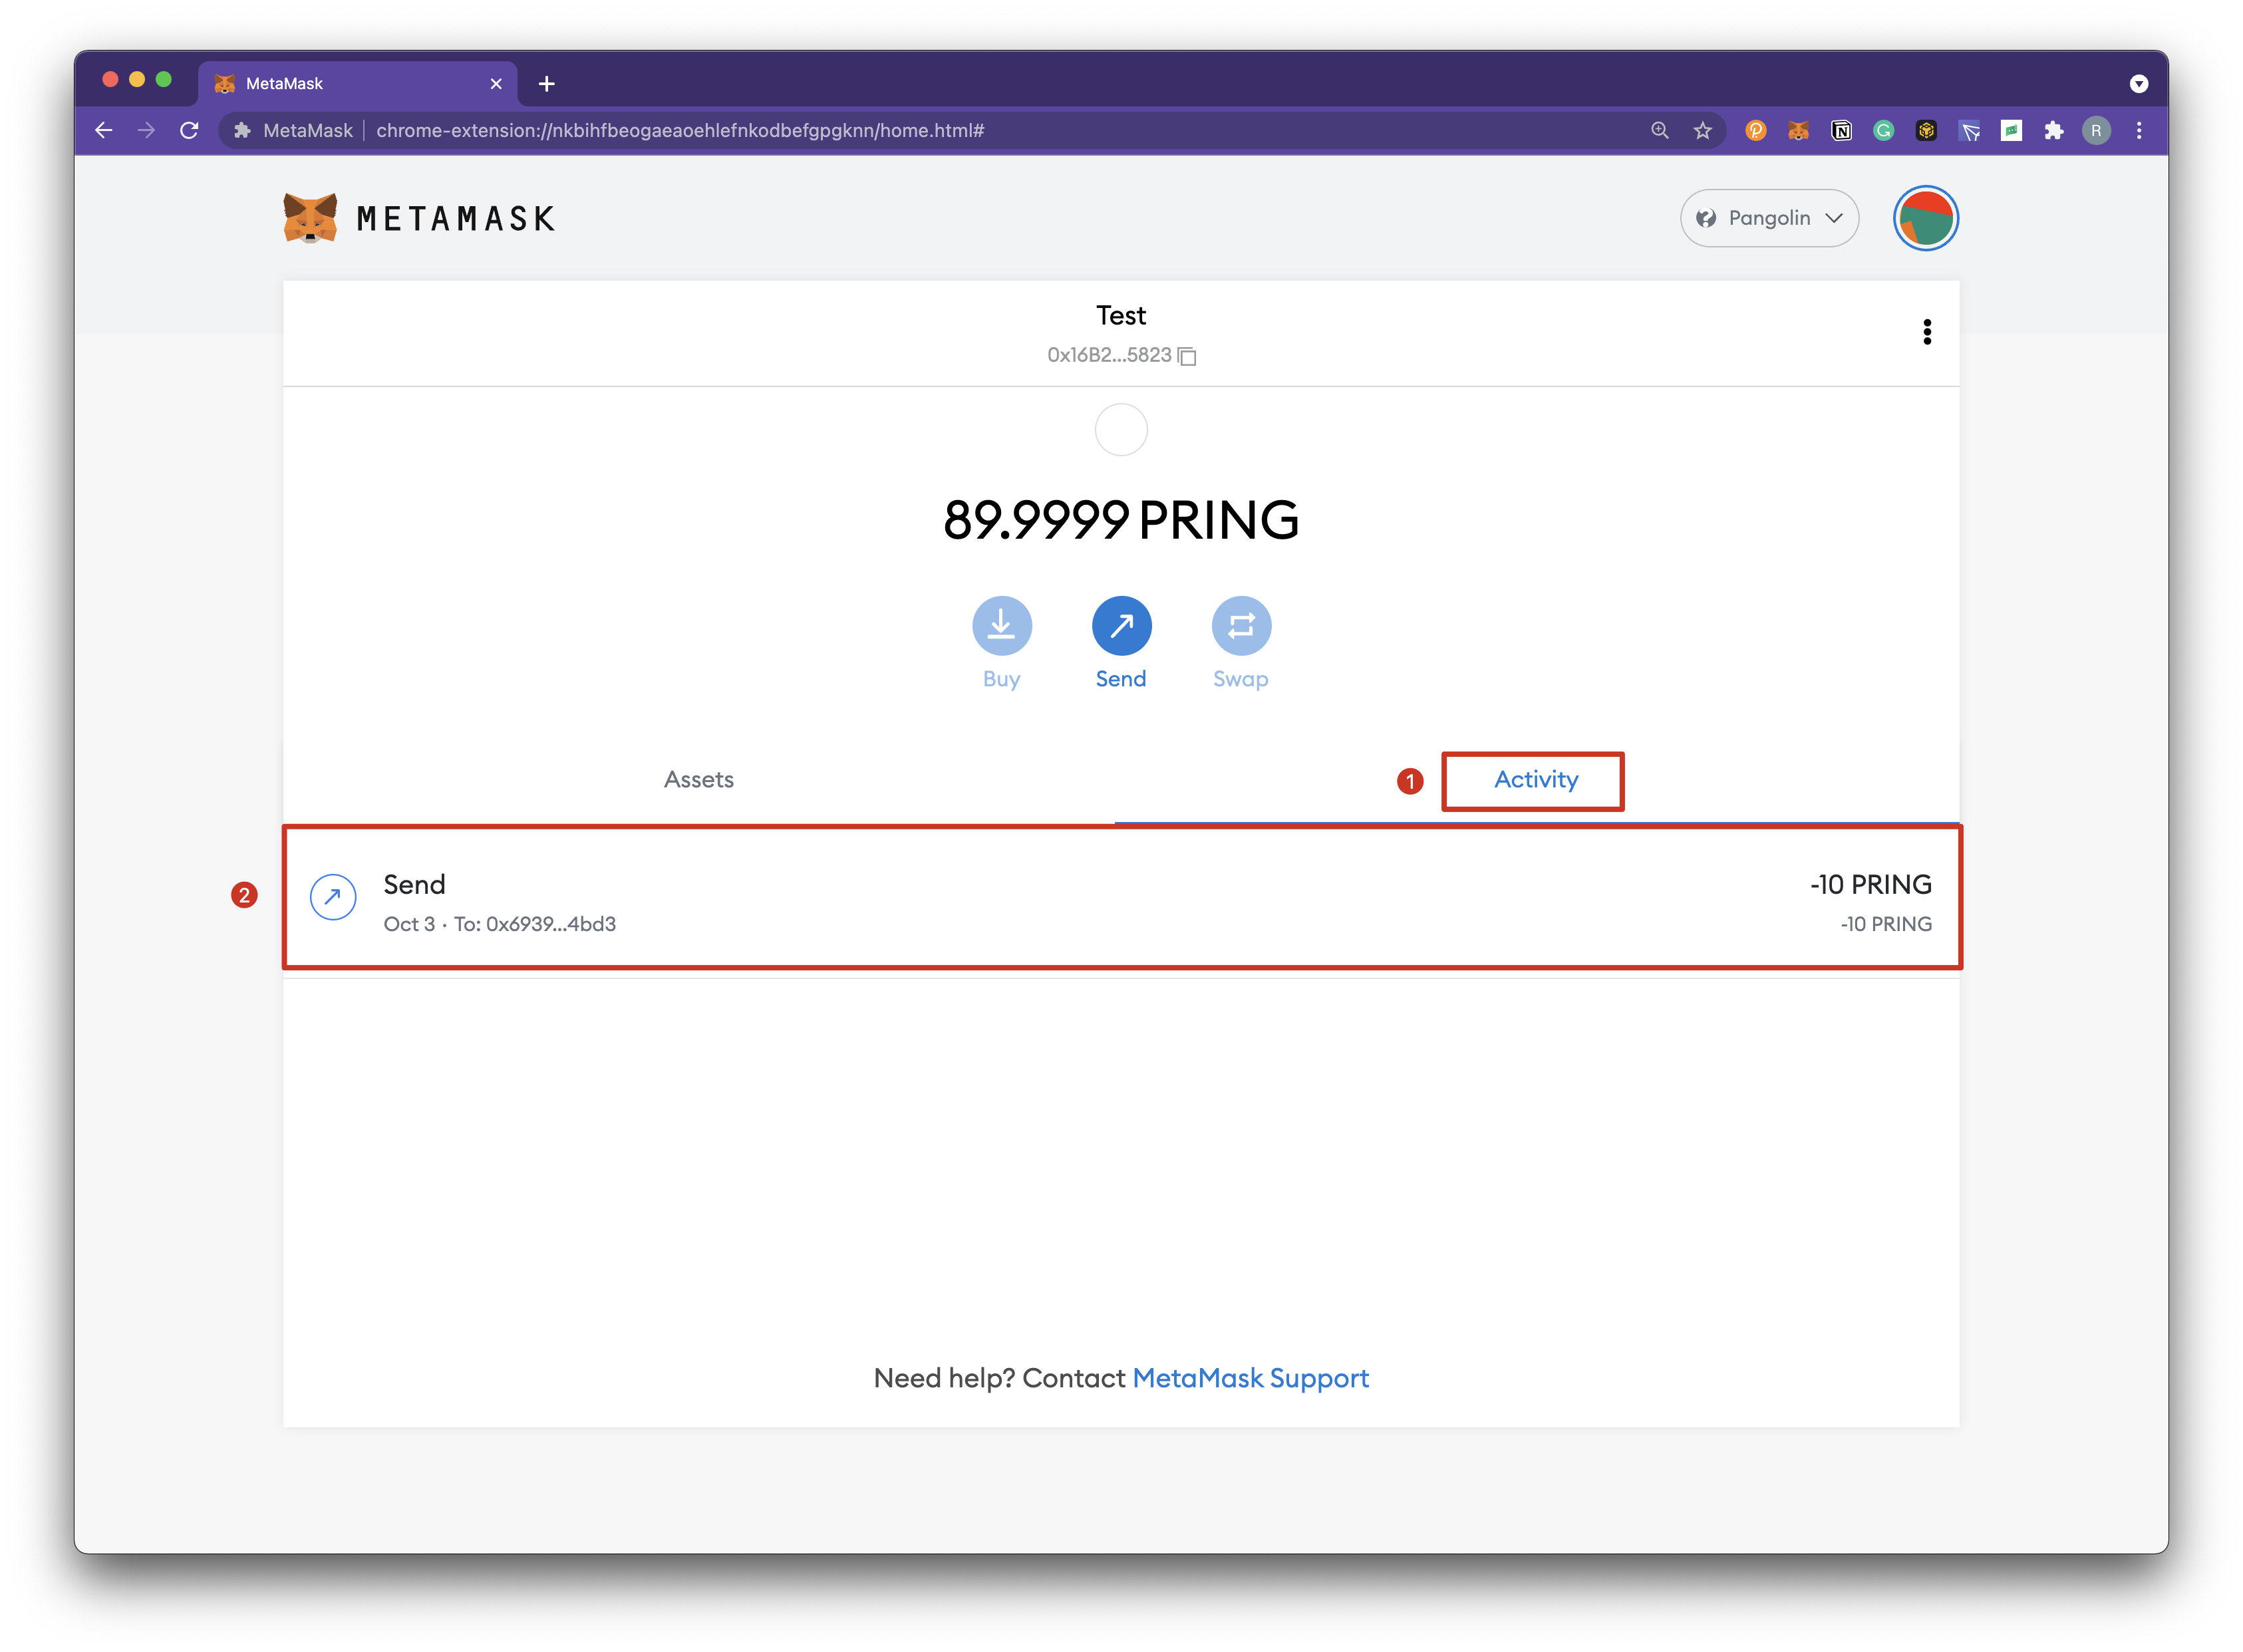 MetaMask
MetaMask | chrome-extension://nkbihfbeogaeaoehlefnkodbefgpgknn/home.html#
R
METAMASK
Pangolin
Test
0x16B2...5823
89.9999 PRING
Buy
Send
Swap
Assets
1
Activity
2
Send
-10 PRING
Oct 3 · To: 0x6939...4bd3
-10 PRING
Need help? Contact MetaMask Support